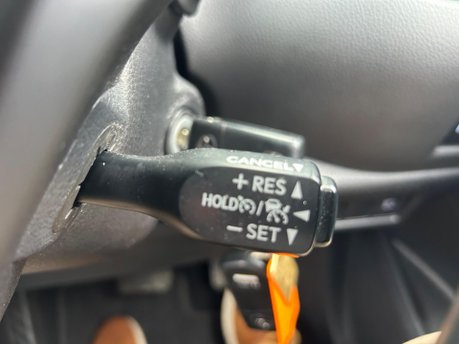 CANCEL
+ RES
HOLD /
− SET